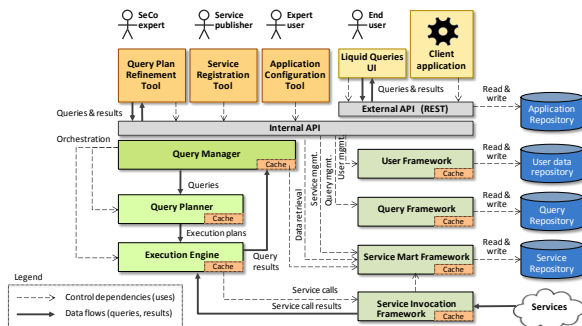 SeCo
expert
Service
publisher
Expert
user
End
user
Query Plan
Refinement
Tool
Service
Registration
Tool
Application
Configuration
Tool
Liquid Queries
UI
Client
application
Queries & results
Queries & results
Read &
write
External API (REST)
Application
Repository
Internal API
Orchestration
Query Manager
Cache
Data retrieval
Service mgmt.
Query mgmt.
User mgmt.
User Framework
Cache
Read &
write
User data
repository
Queries
Query Planner
Cache
Query Framework
Cache
Read &
write
Query
Repository
Execution plans
Execution Engine
Cache
Query
results
Service Mart Framework
Cache
Read &
write
Service
Repository
Legend
Control dependencies (uses)
Data flows (queries, results)
Service calls
Service call results
Service Invocation
Framework
Cache
Services